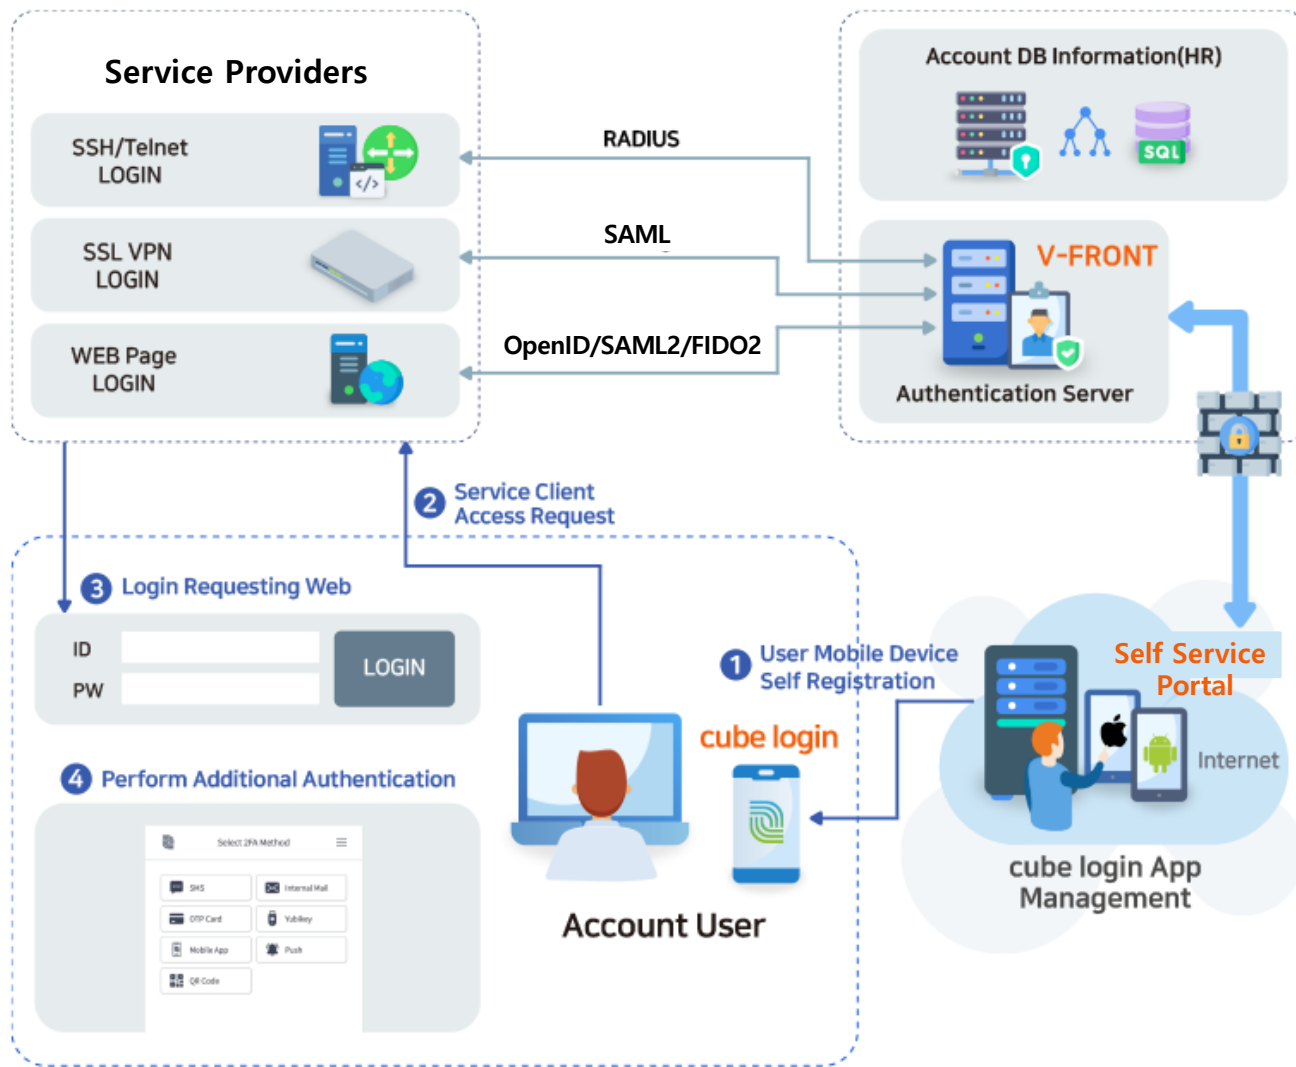 Service Providers
SSH/Telnet
LOGIN
SSL VPN
LOGIN
WEB Page
LOGIN
RADIUS
SAML
OpenID/SAML2/FIDO2
Account DB Information(HR)
SQL
V-FRONT
Authentication Server
2 Service Client
Access Request
3 Login Requesting Web
ID
PW
LOGIN
4 Perform Additional Authentication
Select 2FA Method
SMS
Internal Mail
OTP Card
Yubikey
Mobile App
Push
QR Code
1 User Mobile Device
Self Registration
cube login
Account User
Self Service
Portal
Internet
cube login App
Management